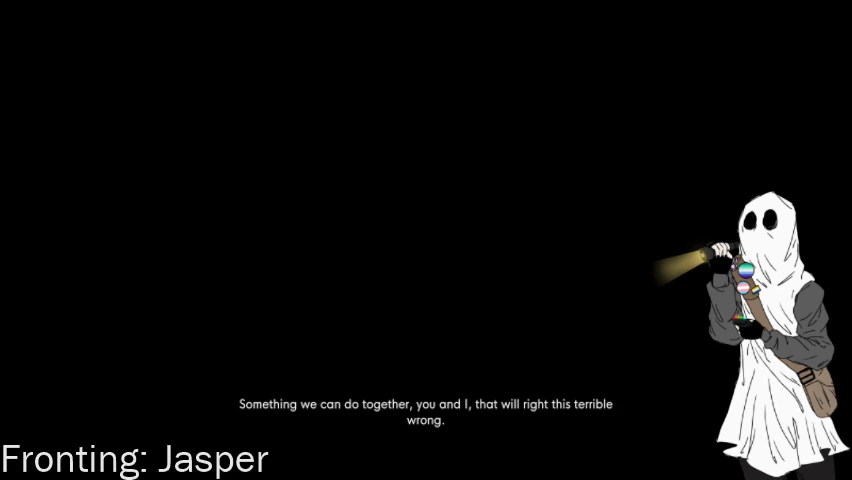 Something we can do together, you and I, that will right this terrible
wrong.
Fronting: Jasper